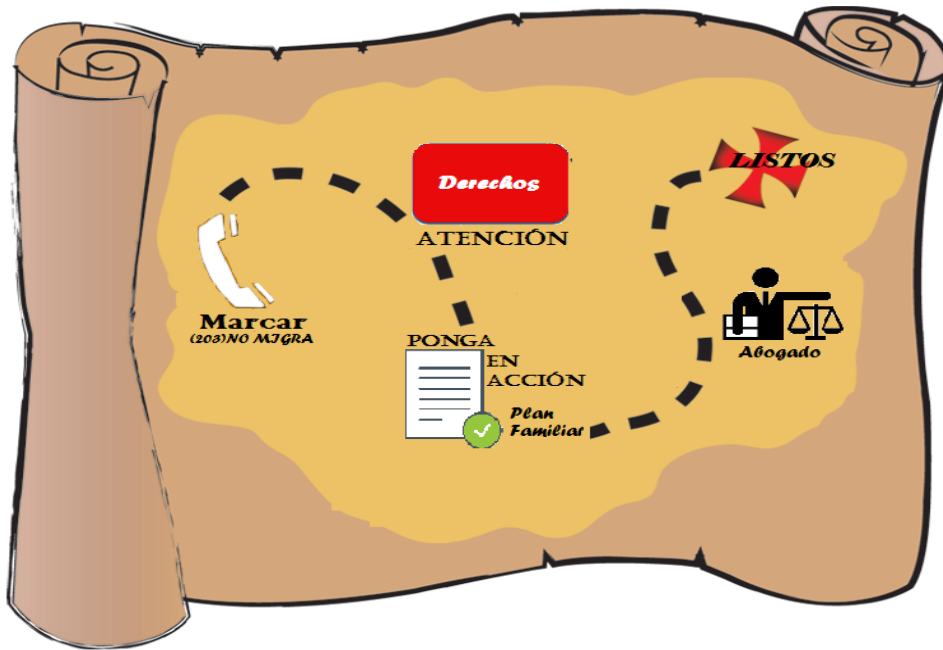 Marcar
(203)NO MIGRA
Derechos
ATENCIÓN
PONGA
EN
ACCIÓN
Plan
Familiar
Abogado
LISTOS